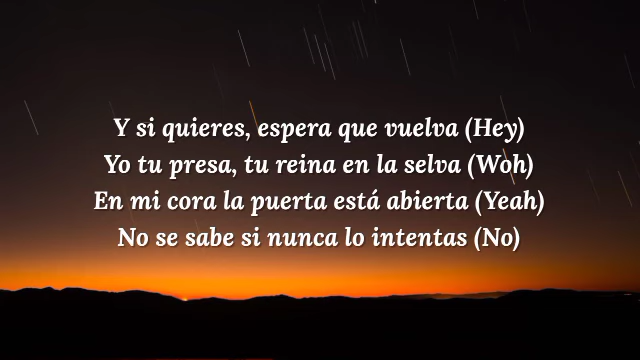 Y si quieres, espera que vuelva (Hey)
Yo tu presa, tu reina en la selva (Woh)
En mi cora la puerta está abierta (Yeah)
No se sabe si nunca lo intentas (No)